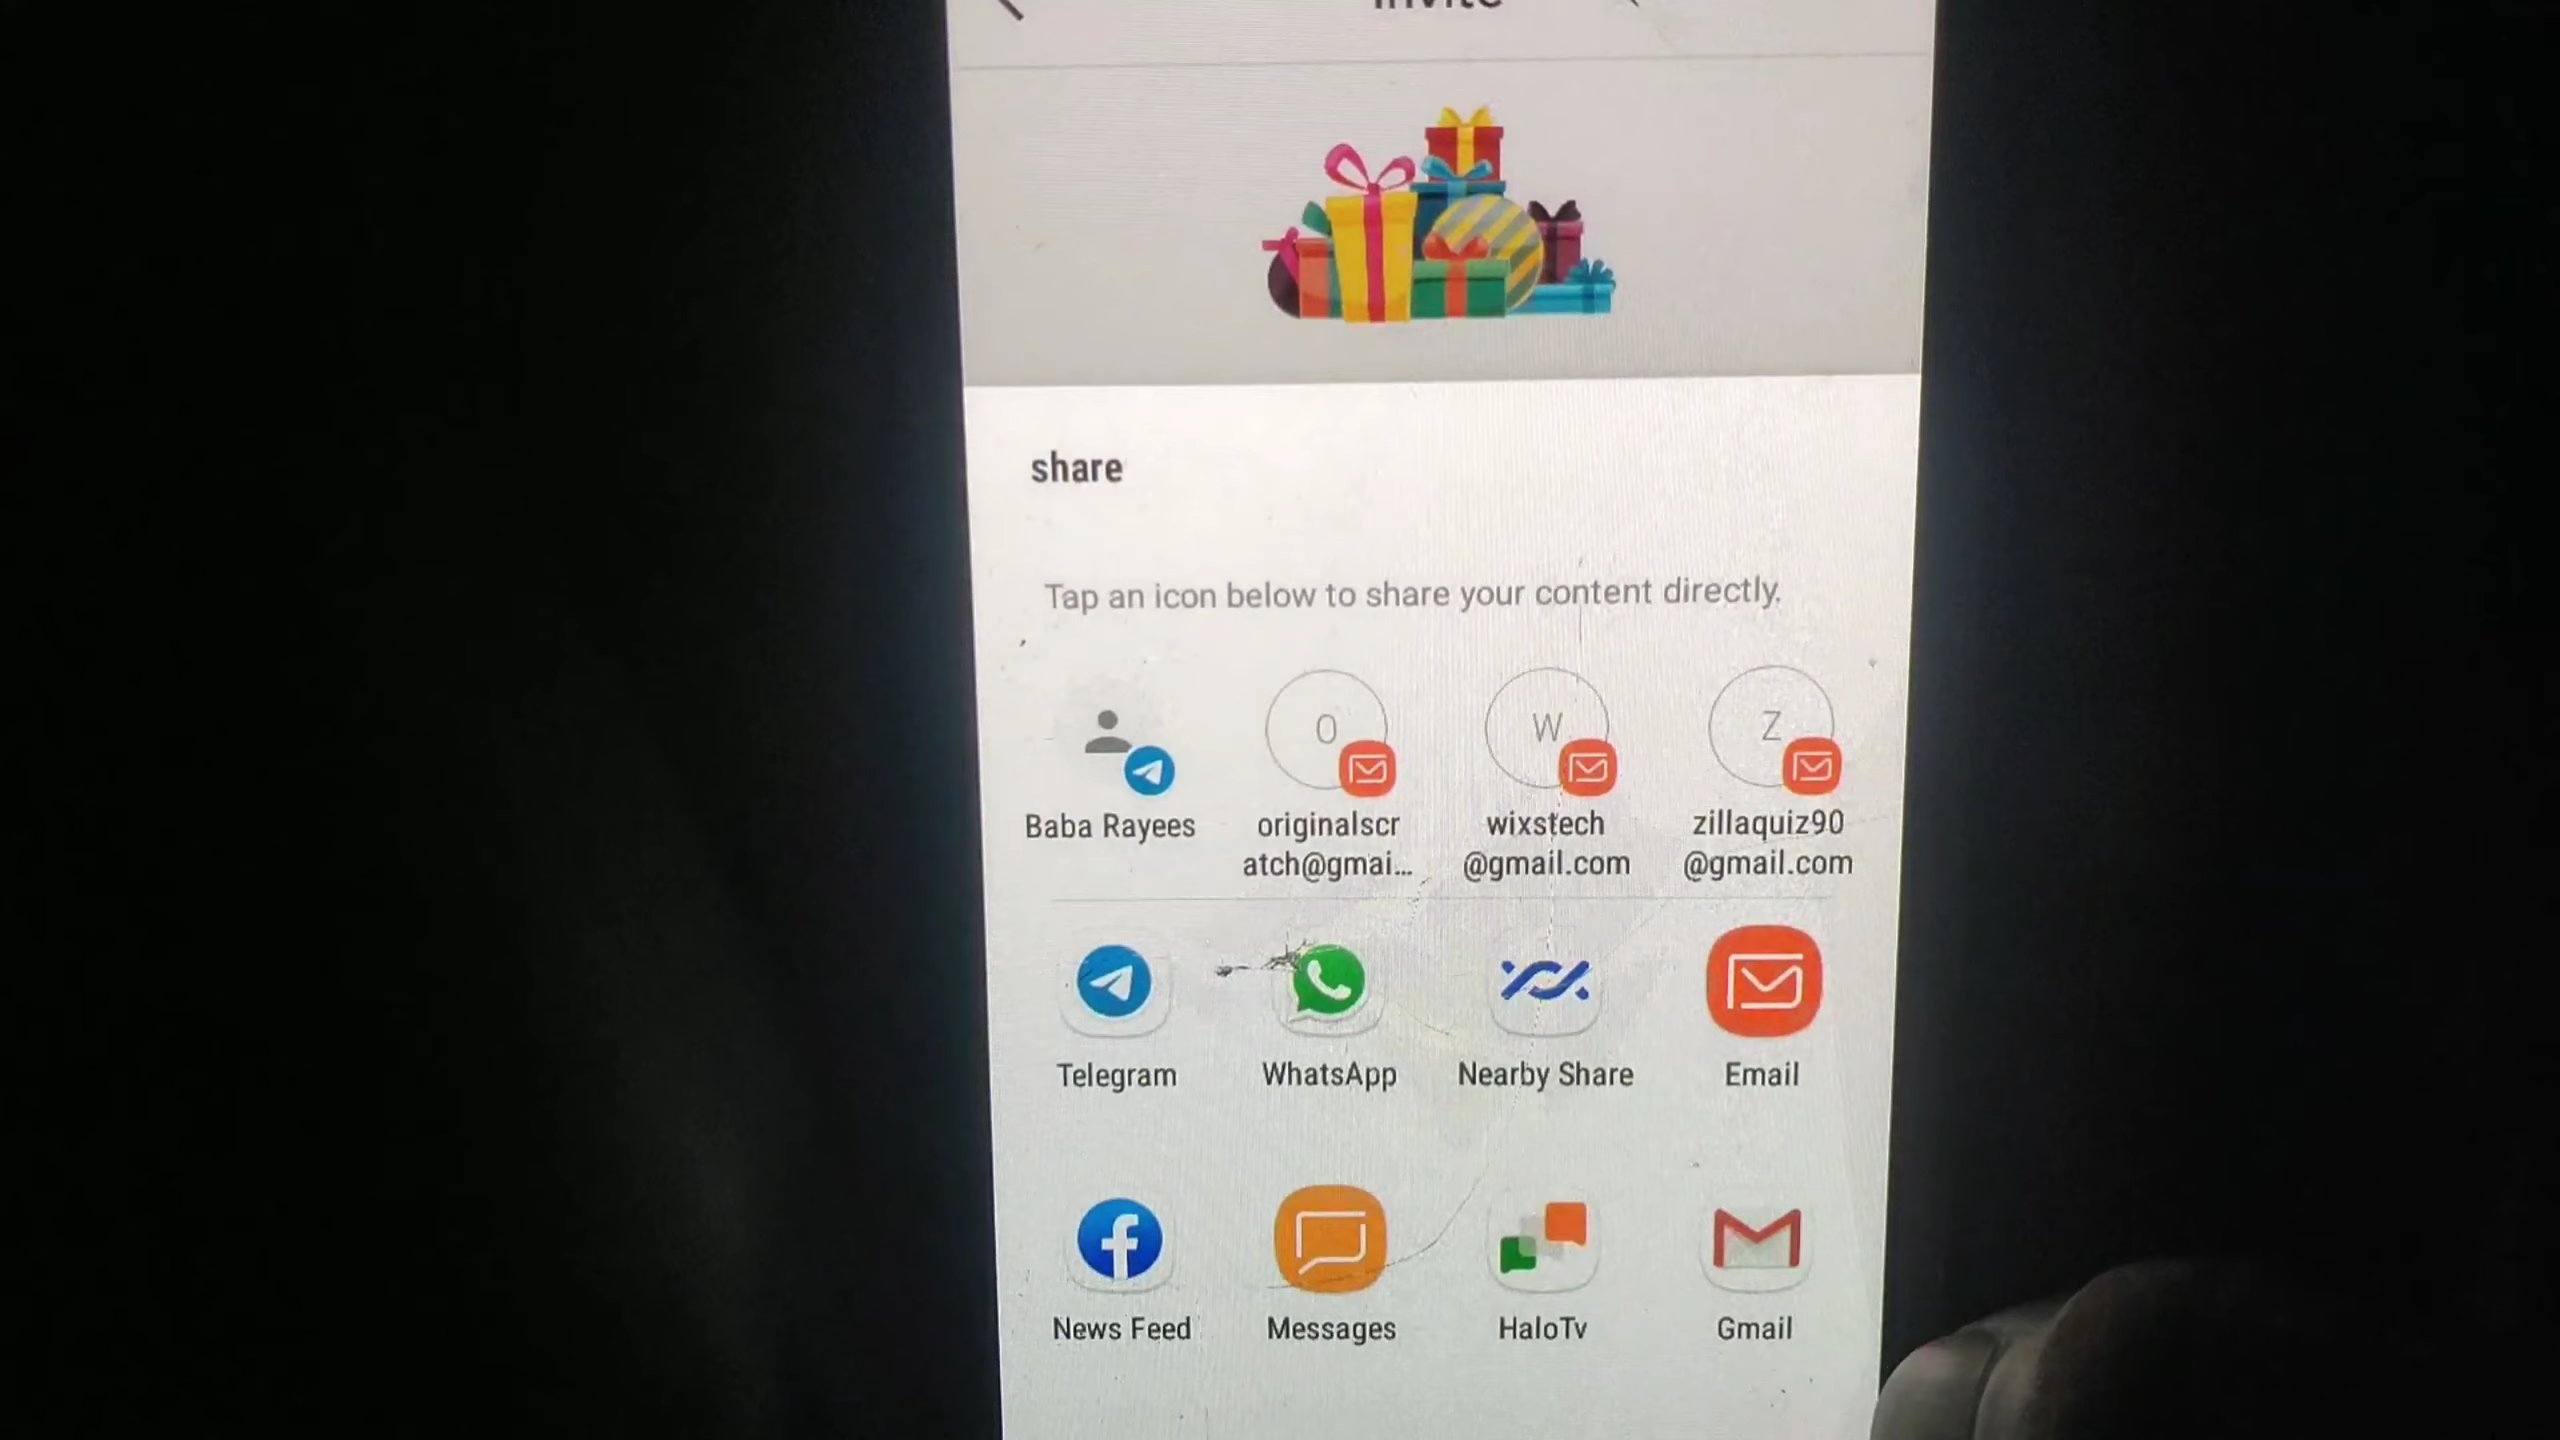 Invite
share
Tap an icon below to share your content directly.
O
W
Z
Baba Rayees
originalscr
atch@gmai...
wixstech
@gmail.com
zillaquiz90
@gmail.com
Telegram
WhatsApp
Nearby Share
Email
News Feed
Messages
HaloTv
Gmail